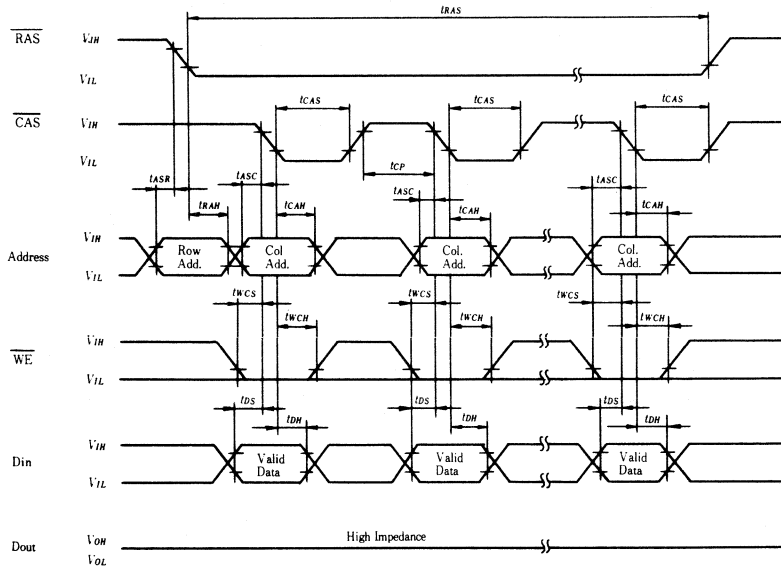 tRAS
RAS
VIH
VIL
tCAS tCAS tCAS
CAS
VIH
VIL
tCP
tASR tASC tASC tASC
tRAH tCAH tCAH tCAH
Address
VIH
VIL
Row Add.
Col Add.
Col. Add.
Col. Add.
tWCS tWCS tWCS
tWCH tWCH tWCH
WE
VIH
VIL
tDS tDS tDS
tDH tDH tDH
Din
VIH
VIL
Valid Data
Valid Data
Valid Data
Dout
VOH
VOL
High Impedance